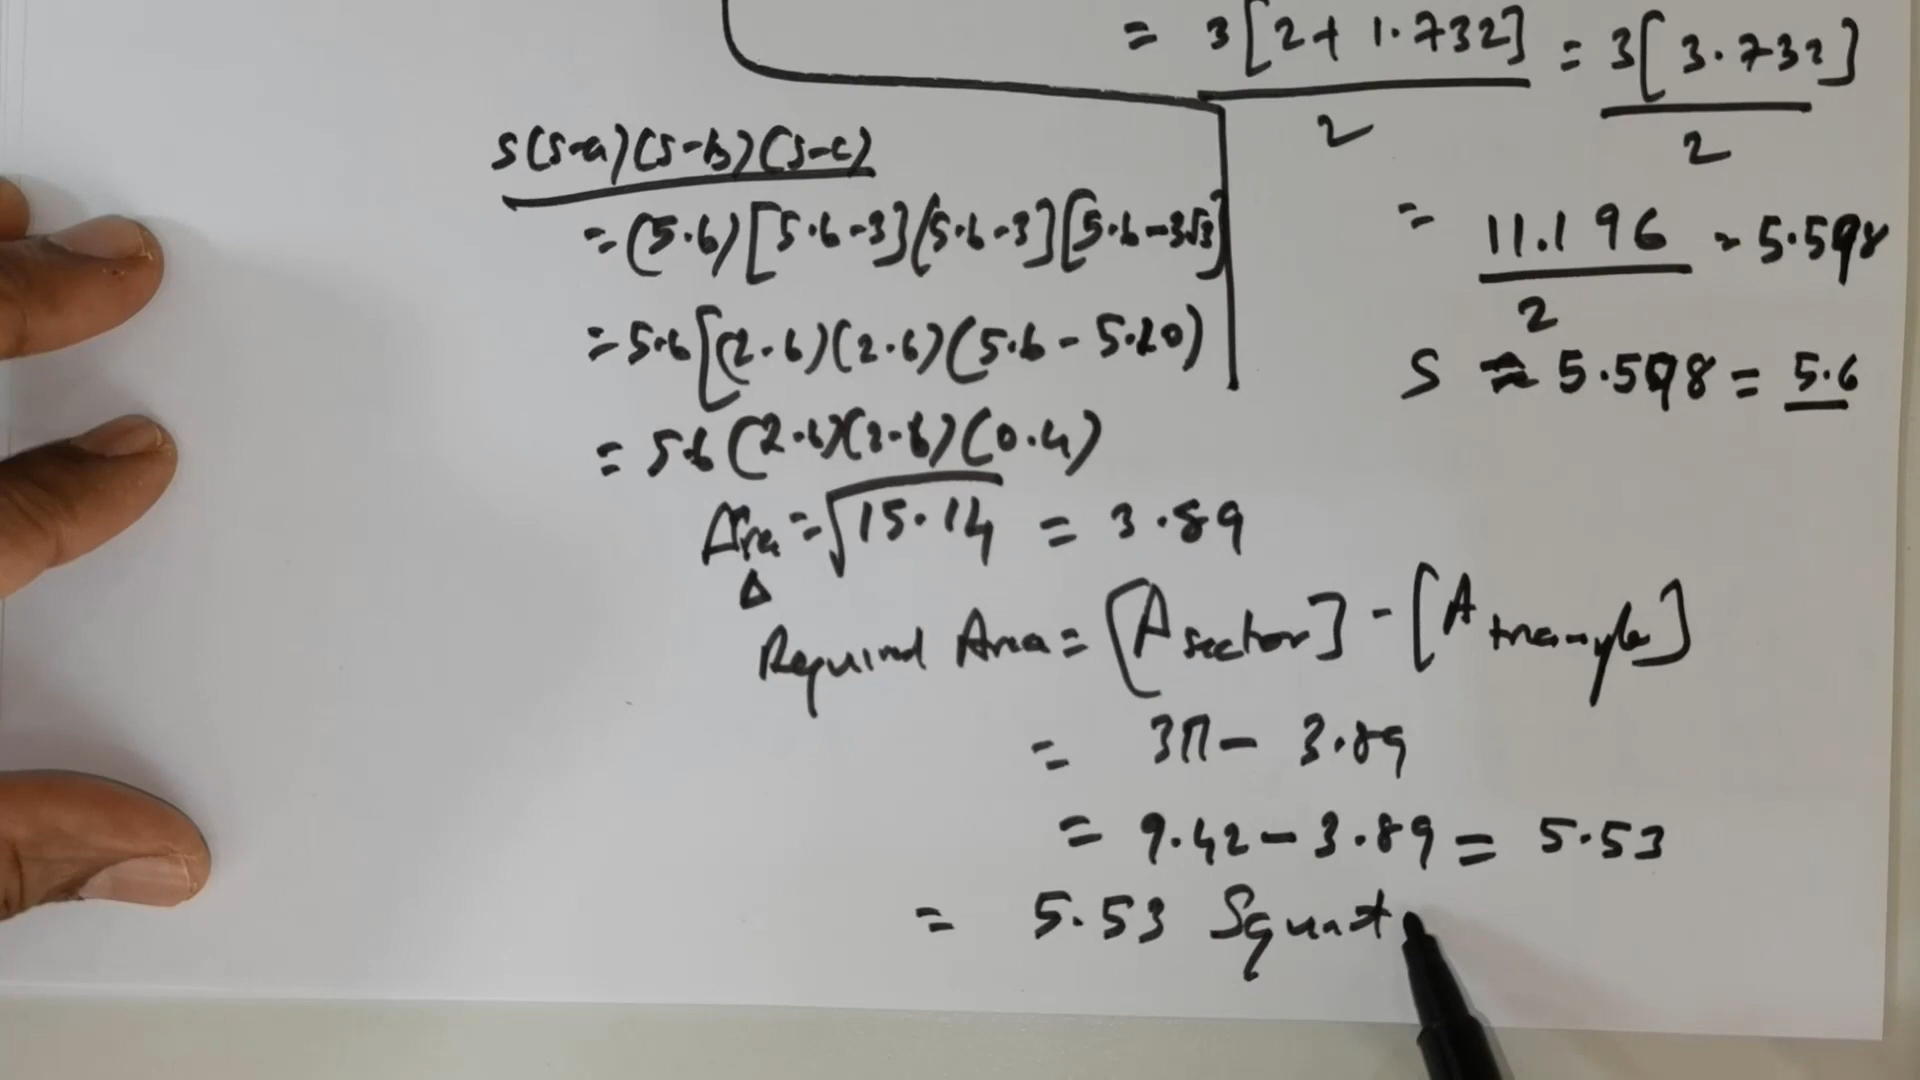 = 3[2+1.732] = 3[3.732]
2 2
s(s-a)(s-b)(s-c)
= (5.6)[5.6-3](5.6-3][5.6-3√3]
= 11.196 = 5.598
2
= 5.6[(2.6)(2.6)(5.6-5.20)
S = 5.598 = 5.6
= 5.6(2.6)(2.6)(0.4)
Area Δ = √15.14 = 3.89
Required Area = [A sector] - [A triangle]
= 3π - 3.89
= 9.42 - 3.89 = 5.53
= 5.53 Squnt